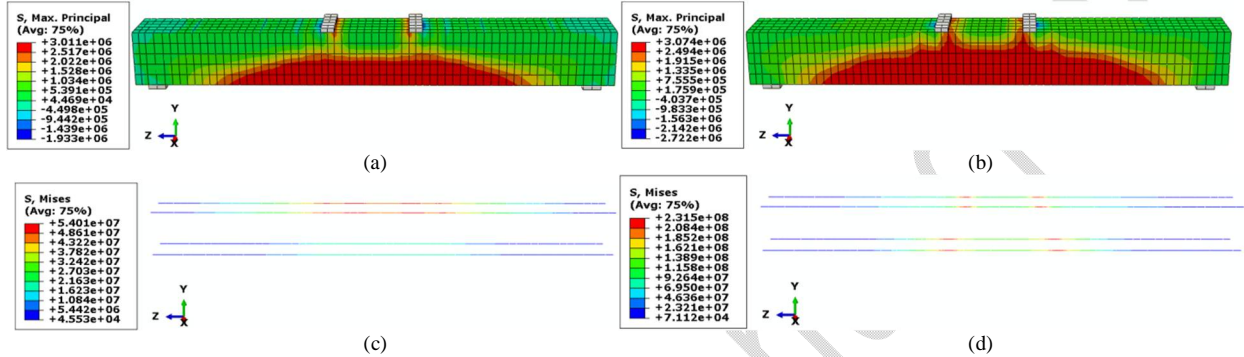 (a)
S, Max. Principal
(Avg: 75%)
+3.011e+06
+2.517e+06
+2.022e+06
+1.528e+06
+1.034e+06
+5.391e+05
+4.469e+04
-4.498e+05
-9.442e+05
-1.439e+06
-1.933e+06
Y
Z
X
(a)
(b)
S, Max. Principal
(Avg: 75%)
+3.074e+06
+2.494e+06
+1.915e+06
+1.335e+06
+7.555e+05
+1.759e+05
-4.037e+05
-9.833e+05
-1.563e+06
-2.142e+06
-2.722e+06
Y
Z
X
(b)
(c)
S, Mises
(Avg: 75%)
+5.401e+07
+4.861e+07
+4.322e+07
+3.782e+07
+3.242e+07
+2.703e+07
+2.163e+07
+1.623e+07
+1.084e+07
+5.442e+06
+4.553e+04
Y
Z
X
(c)
S, Mises
(Avg: 75%)
+2.315e+08
+2.084e+08
+1.852e+08
+1.621e+08
+1.389e+08
+1.158e+08
+9.267e+07
+6.950e+07
+4.636e+07
+2.321e+07
+7.112e+04
Y
Z
X
(d)